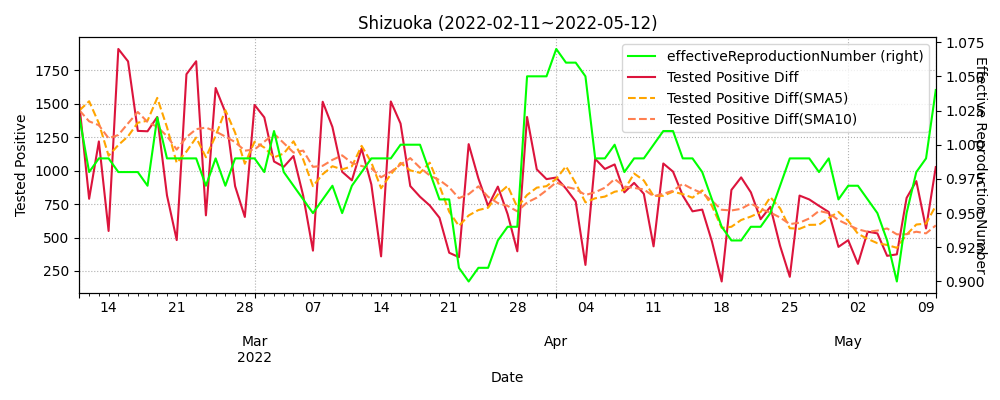 Shizuoka (2022-02-11~2022-05-12)
effectiveReproductionNumber (right)
Tested Positive Diff
Tested Positive Diff(SMA5)
Tested Positive Diff(SMA10)
Tested Positive
1750
1500
1250
1000
750
500
250
1.075
1.050
1.025
1.000
0.975
0.950
0.925
0.900
Effective Reproduction Number
14 21 28 07 14 21 28 04 11 18 25 02 09
Mar Apr May
2022
Date